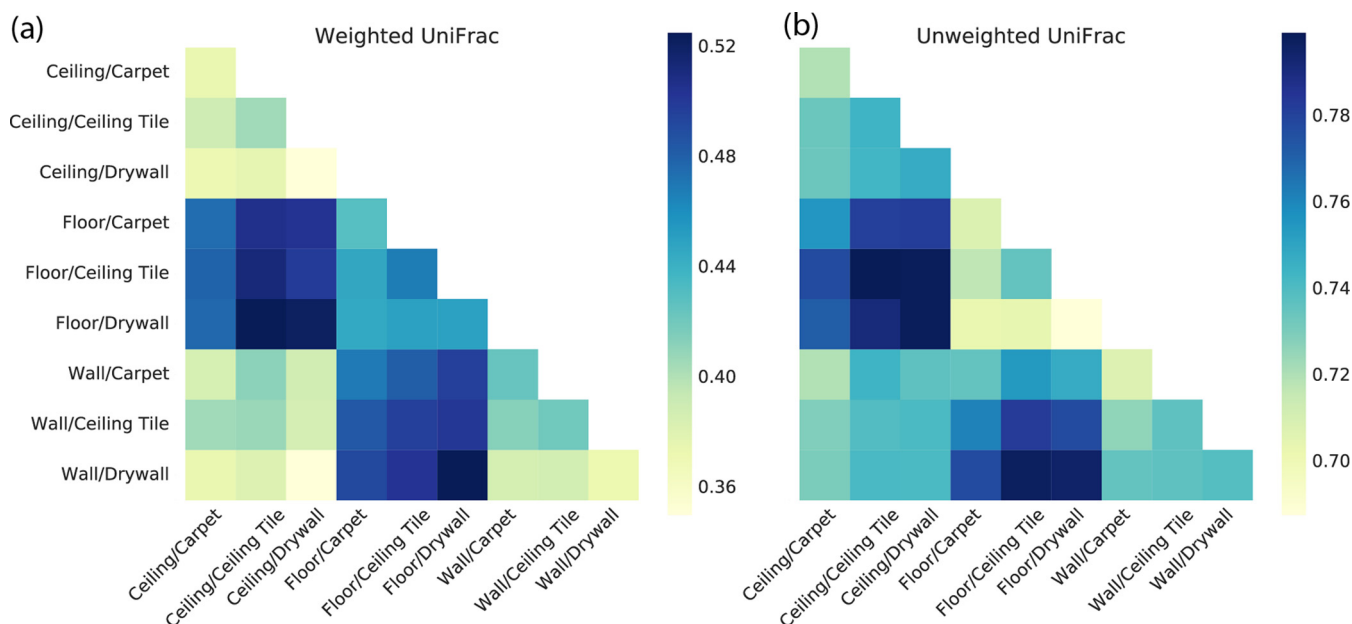 (a)
Weighted UniFrac
Ceiling/Carpet
Ceiling/Ceiling Tile
Ceiling/Drywall
Floor/Carpet
Floor/Ceiling Tile
Floor/Drywall
Wall/Carpet
Wall/Ceiling Tile
Wall/Drywall
Ceiling/Carpet
Ceiling/Ceiling Tile
Ceiling/Drywall
Floor/Carpet
Floor/Ceiling Tile
Floor/Drywall
Wall/Carpet
Wall/Ceiling Tile
Wall/Drywall
0.52
0.48
0.44
0.40
0.36
(b)
Unweighted UniFrac
Ceiling/Carpet
Ceiling/Ceiling Tile
Ceiling/Drywall
Floor/Carpet
Floor/Ceiling Tile
Floor/Drywall
Wall/Carpet
Wall/Ceiling Tile
Wall/Drywall
0.78
0.76
0.74
0.72
0.70